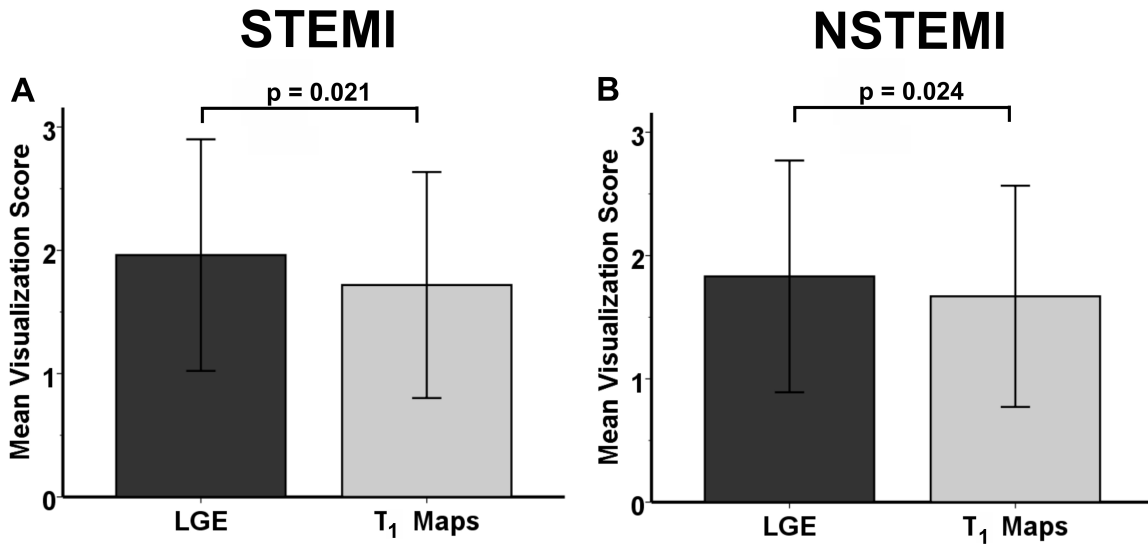 STEMI
A
p = 0.021
Mean Visualization Score
3
2
1
0
LGE
T₁ Maps
NSTEMI
B
p = 0.024
Mean Visualization Score
3
2
1
0
LGE
T₁ Maps